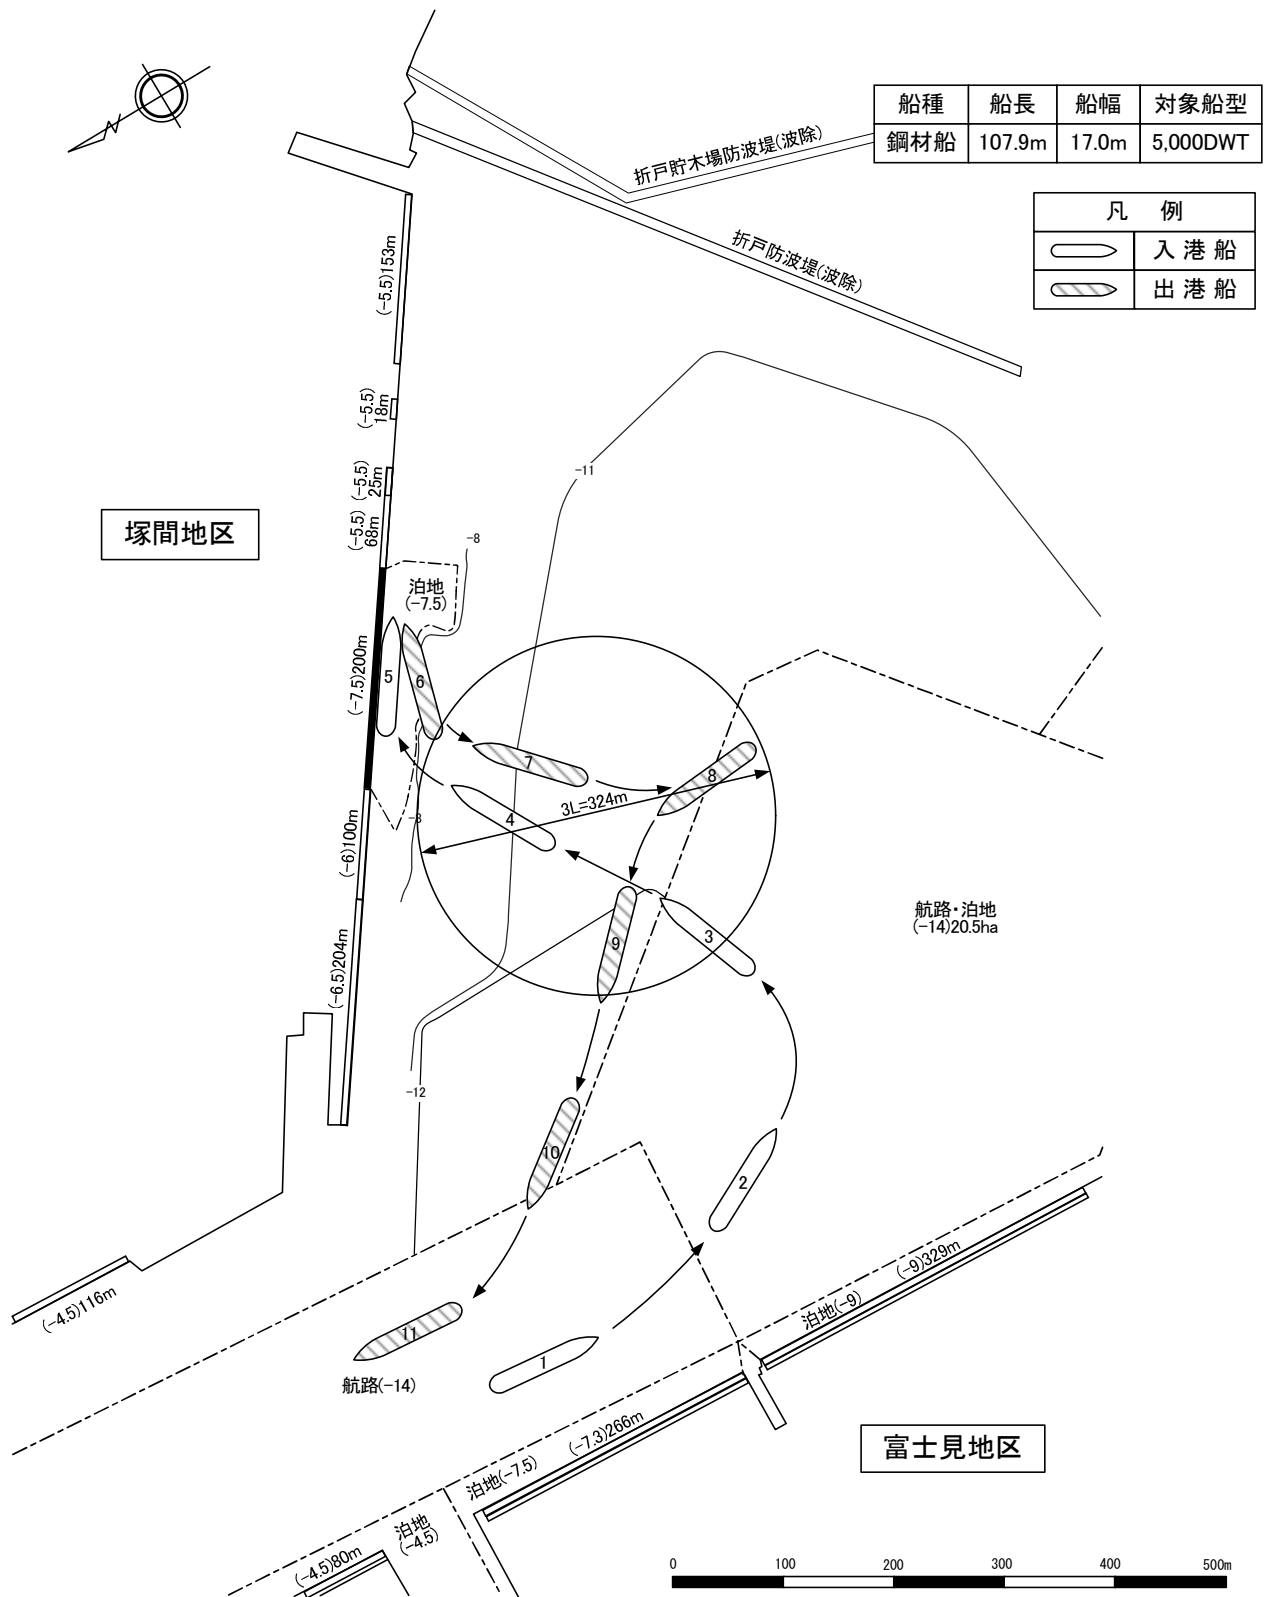 船種 船長 船幅 対象船型
鋼材船 107.9m 17.0m 5,000DWT
凡 例
入 港 船
出 港 船
折戸貯木場防波堤(波除)
折戸防波堤(波除)
N
(-5.5)153m
(-5.5)
18m
(-5.5)
25m
(-5.5)
68m
-11
-8
塚間地区
泊地
(-7.5)
(-7.5)200m
5
6
7
8
3L=324m
4
-8
(-6)100m
9
3
航路・泊地
(-14)20.5ha
(-6.5)204m
-12
10
2
(-4.5)116m
(-9)329m
泊地(-9)
11
1
航路(-14)
(-7.3)266m
富士見地区
泊地(-7.5)
泊地
(-4.5)
(-4.5)80m
0 100 200 300 400 500m